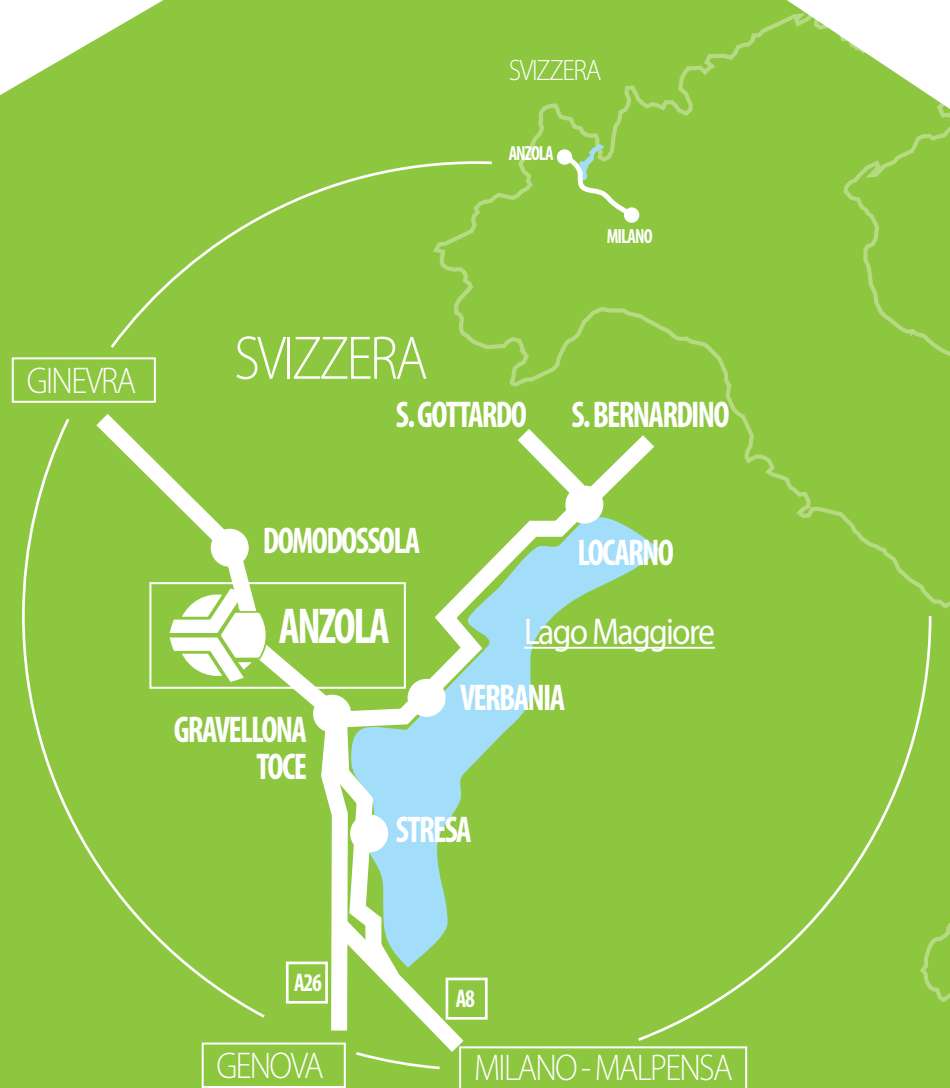 SVIZZERA
ANZOLA
MILANO
SVIZZERA
GINEVRA
S. GOTTARDO
S. BERNARDINO
DOMODOSSOLA
LOCARNO
ANZOLA
Lago Maggiore
VERBANIA
GRAVELLONA
TOCE
STRESA
A26
A8
GENOVA
MILANO - MALPENSA